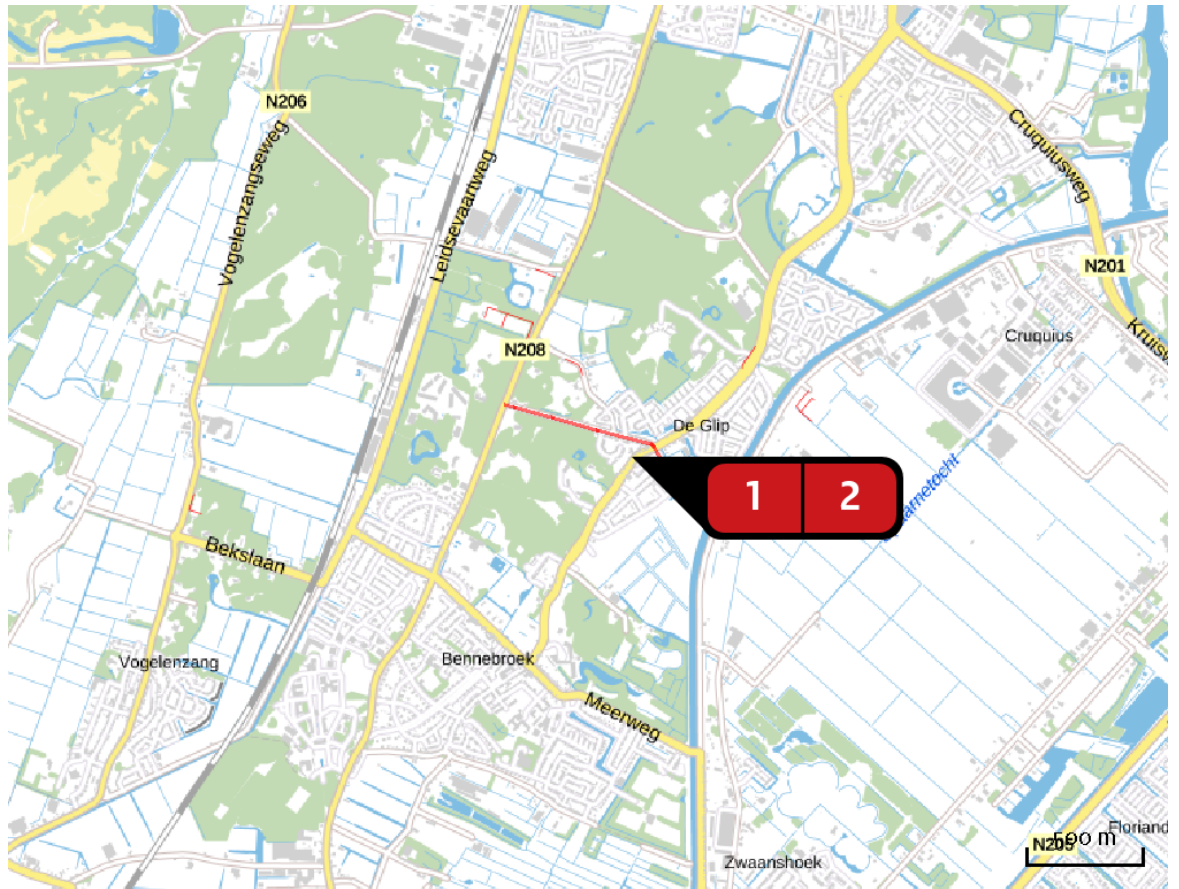 N206
Cruquiusweg
Vogelenzangseweg
Leidsevaartweg
N201
Kruisw
Cruquius
N208
De Glip
1 2
arnetocht
Bekslaan
Vogelenzang
Bennebroek
Meerweg
Zwaanshoek
N205
500 m
Floriand